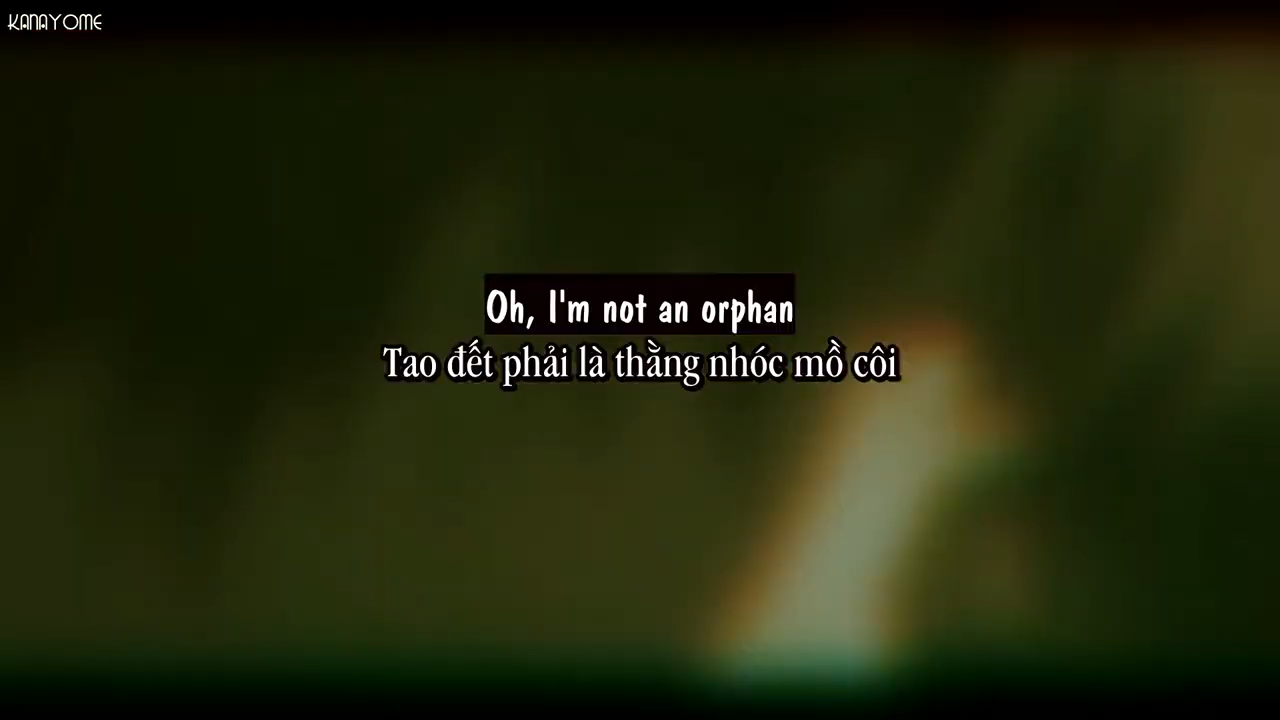 KANAYOME
Oh, I'm not an orphan
Tao đết phải là thằng nhóc mồ côi